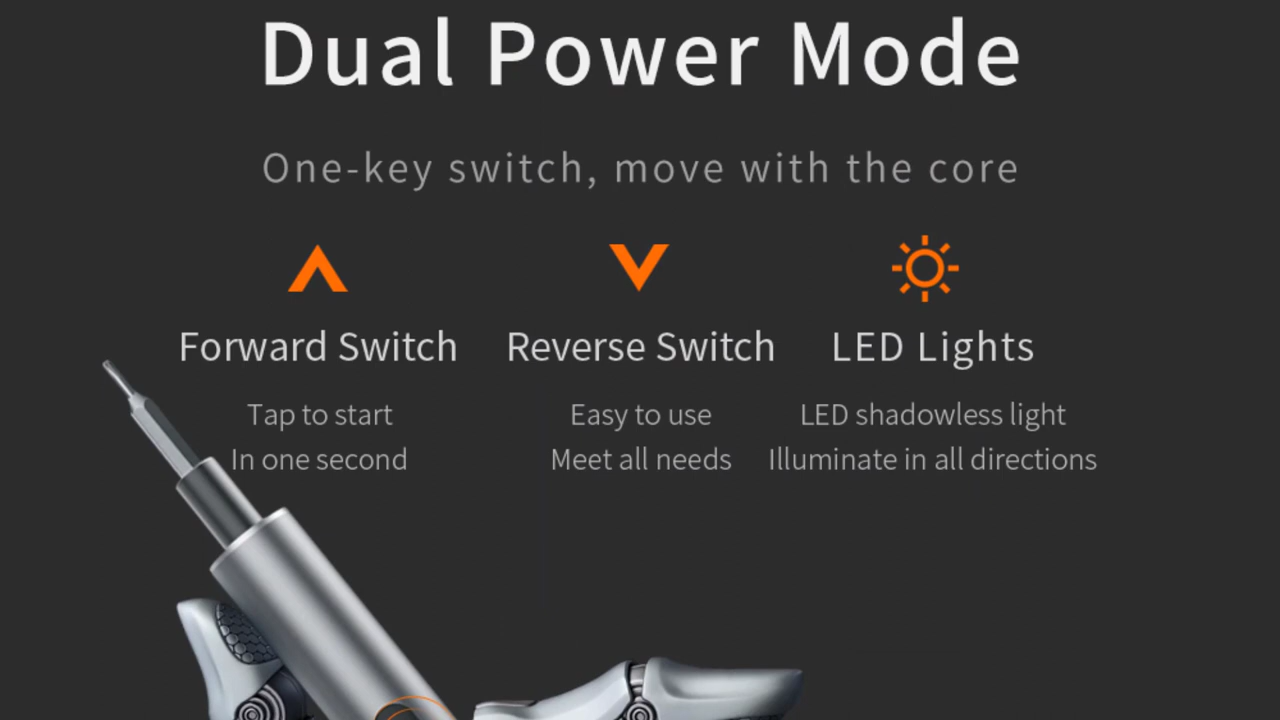 Dual Power Mode
One-key switch, move with the core
Forward Switch
Tap to start
In one second
Reverse Switch
Easy to use
Meet all needs
LED Lights
LED shadowless light
Illuminate in all directions